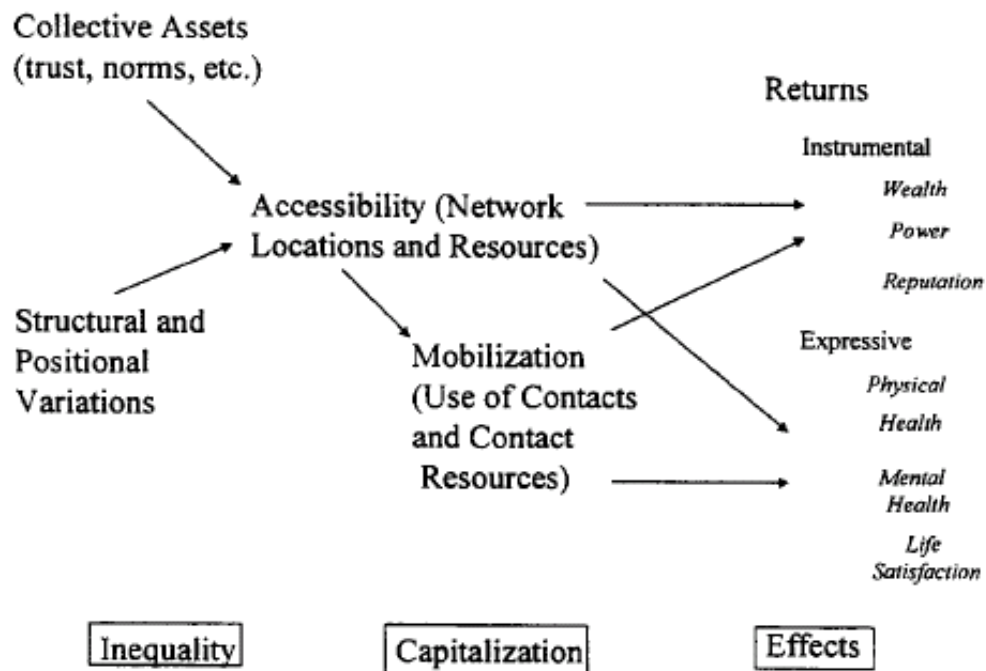 Collective Assets
(trust, norms, etc.)
Returns
Instrumental
Wealth
Accessibility (Network
Locations and Resources)
Power
Reputation
Structural and
Positional
Variations
Mobilization
(Use of Contacts
and Contact
Resources)
Expressive
Physical
Health
Mental
Health
Life
Satisfaction
Inequality
Capitalization
Effects